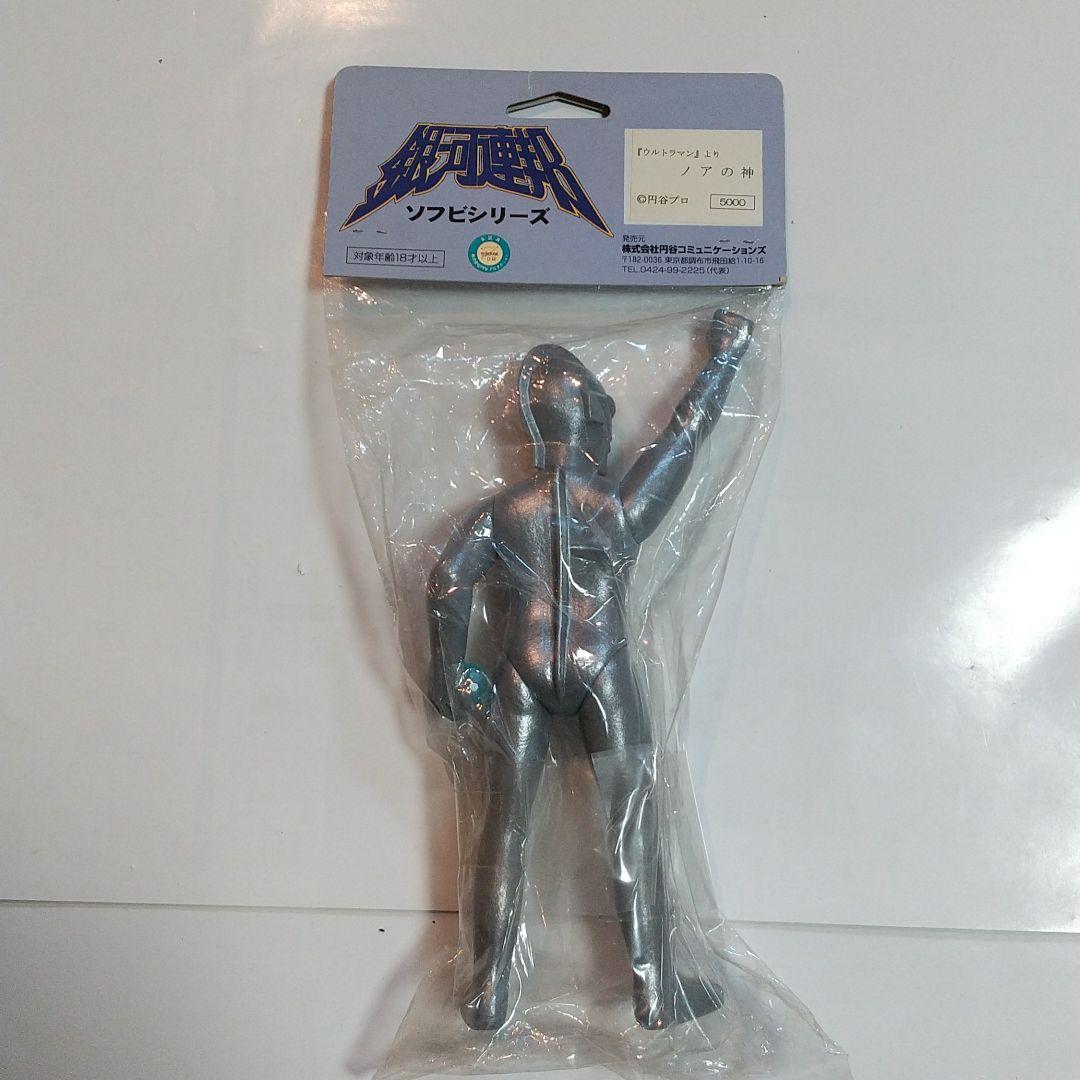 銀河連邦
ソフビシリーズ
対象年齢18才以上
『ウルトラマン』より
ノアの神
©円谷プロ 5000
発売元
株式会社円谷コミュニケーションズ
〒182-0036 東京都調布市飛田給1-10-16
TEL.0424-99-2225(代表)